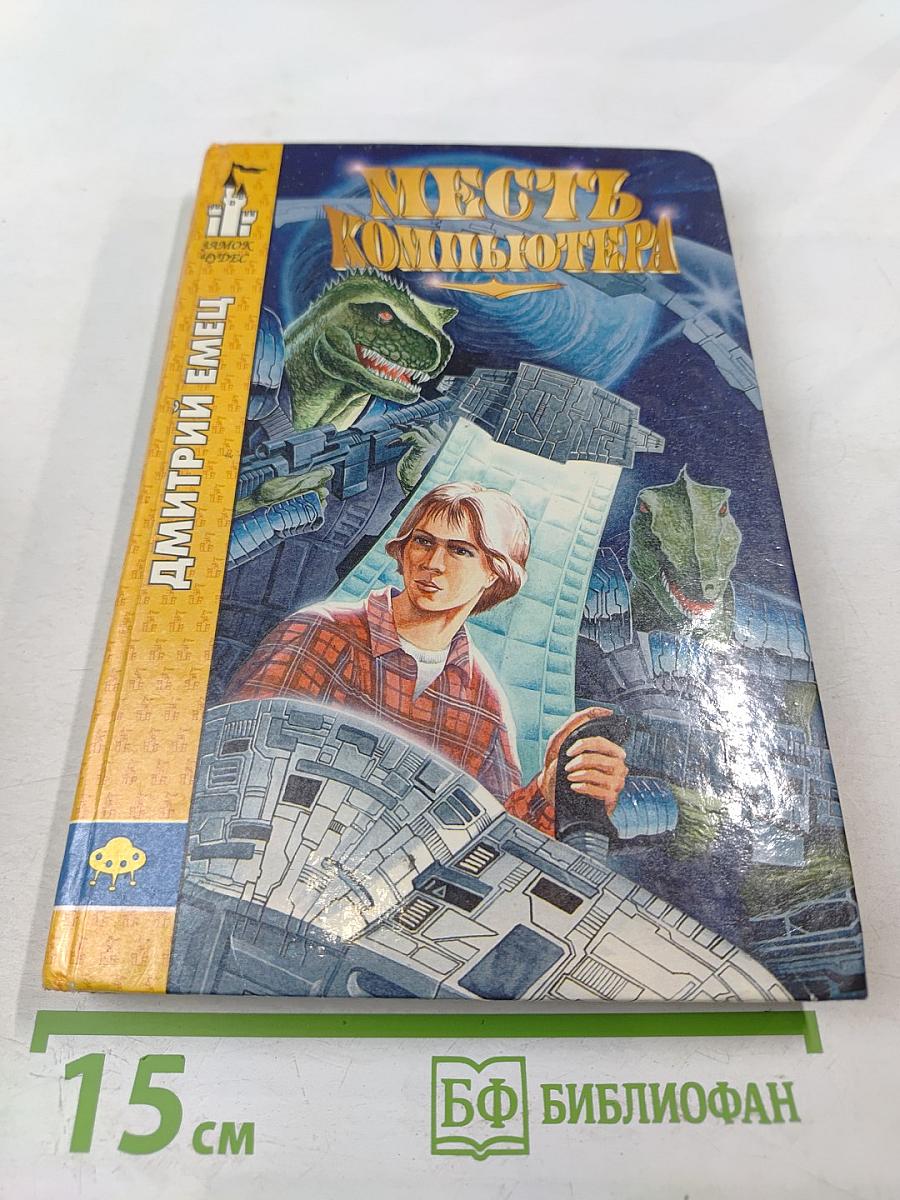 МЕСТЬ
КОМПЬЮТЕРА
ЗАМОК
ЧУДЕС
ДМИТРИЙ ЕМЕЦ
15 см
БФ БИБЛИОФАН